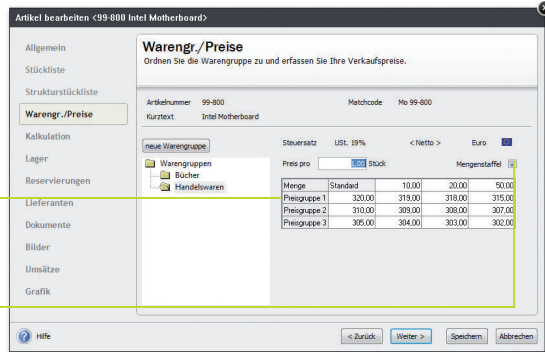 Artikel bearbeiten <99-800 Intel Motherboard>
Allgemein
Stückliste
Strukturstückliste
Warengr./Preise
Kalkulation
Lager
Reservierungen
Lieferanten
Dokumente
Bilder
Umsätze
Grafik
Warengr./Preise
Ordnen Sie die Warengruppe zu und erfassen Sie Ihre Verkaufspreise.
Artikelnummer 99-800 Matchcode Mo 99-800
Kurztext Intel Motherboard
neue Warengruppe
Warengruppen
Bücher
Handelswaren
Steuersatz USt. 19% < Netto > Euro
Preis pro 1,00 Stück Mengenstaffel
Menge Standard 10,00 20,00 50,00
Preisgruppe 1 320,00 319,00 318,00 315,00
Preisgruppe 2 310,00 309,00 308,00 307,00
Preisgruppe 3 305,00 304,00 303,00 302,00
Hilfe
< Zurück Weiter > Speichern Abbrechen